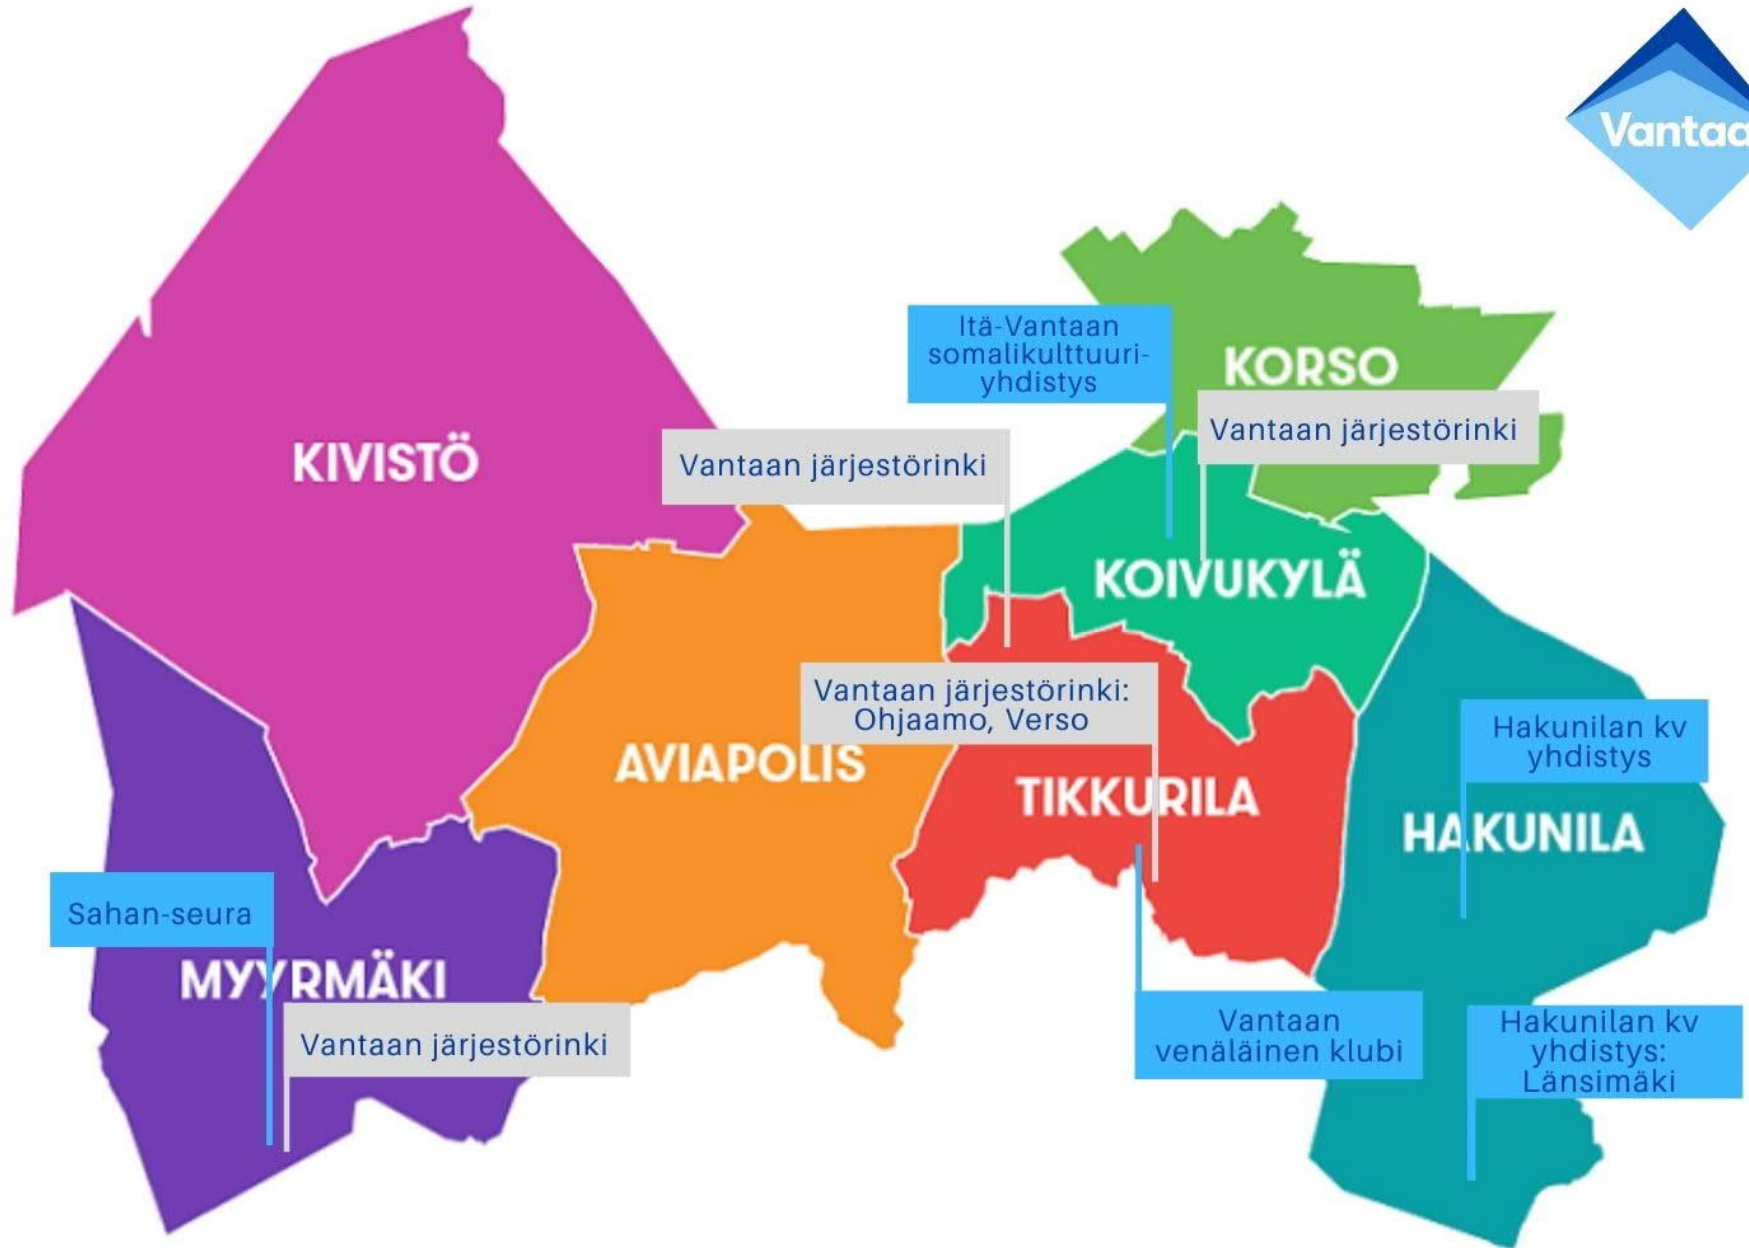 Vantaa
Itä-Vantaan
somalikulttuuri-
yhdistys
KORSO
Vantaan järjestörinki
KIVISTÖ
Vantaan järjestörinki
KOIVUKYLÄ
Vantaan järjestörinki:
Ohjaamo, Verso
Hakunilan kv
yhdistys
AVIAPOLIS
TIKKURILA
HAKUNILA
Sahan-seura
MYYRMÄKI
Vantaan järjestörinki
Vantaan
venäläinen klubi
Hakunilan kv
yhdistys:
Länsimäki